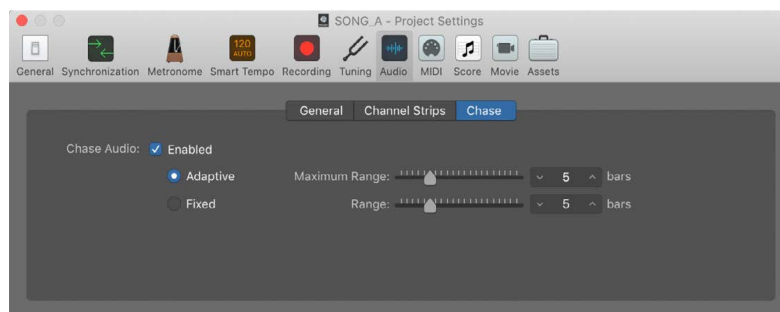 SONG_A - Project Settings
120
AUTO
General Synchronization Metronome Smart Tempo Recording Tuning Audio MIDI Score Movie Assets
General Channel Strips Chase
Chase Audio: Enabled
Adaptive Maximum Range: 5 bars
Fixed Range: 5 bars